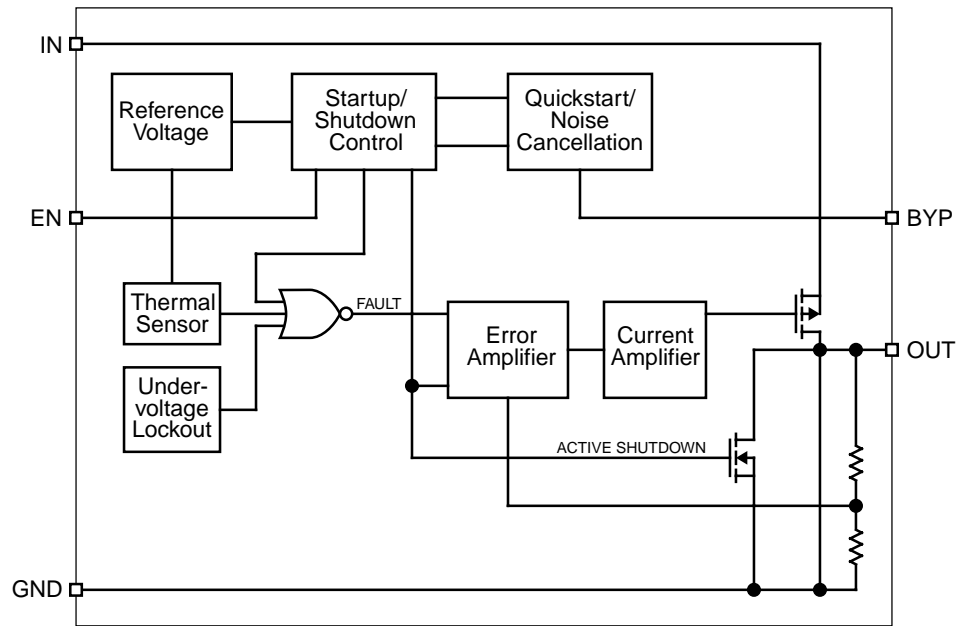 IN
Reference
Voltage
Startup/
Shutdown
Control
Quickstart/
Noise
Cancellation
EN
BYP
Thermal
Sensor
FAULT
Error
Amplifier
Current
Amplifier
OUT
Under-
voltage
Lockout
ACTIVE SHUTDOWN
GND